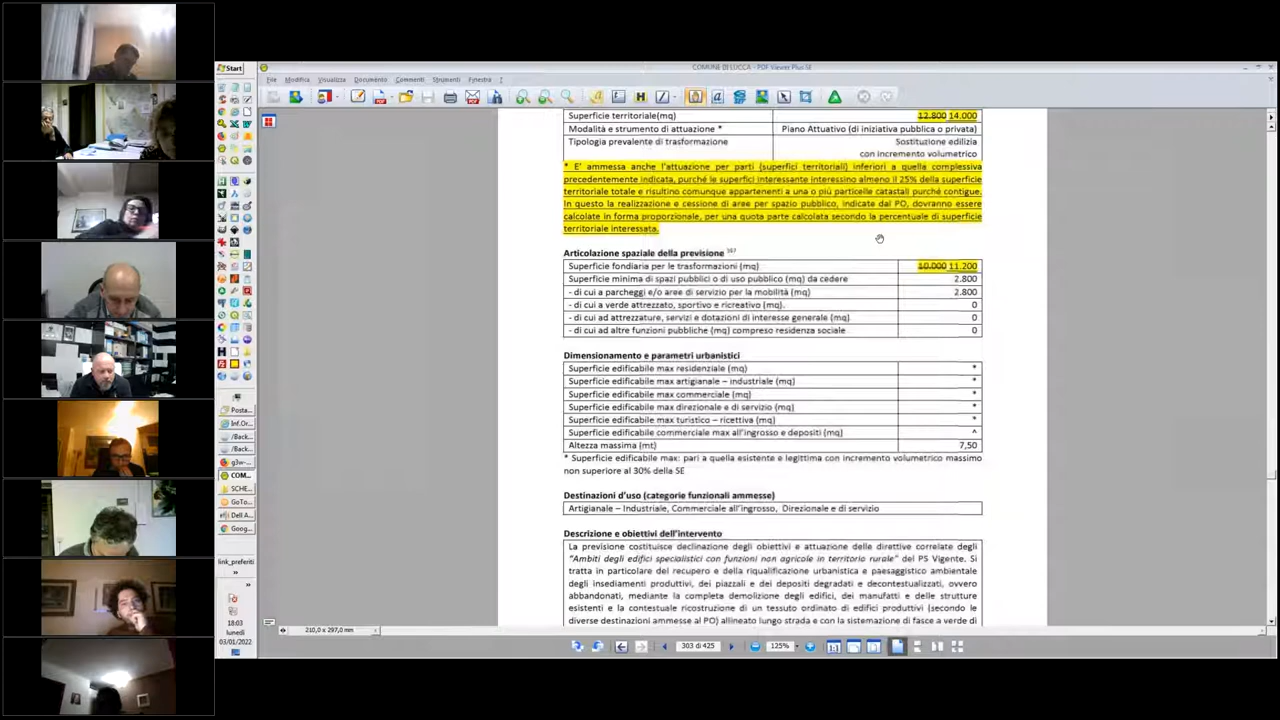 Start
COMUNE DI LUCCA - PDF Viewer Plus SE
File Modifica Visualizza Documento Commenti Strumenti Finestra ?
Superficie territoriale(mq) 12.800 14.000
Modalità e strumento di attuazione * Piano Attuativo (di iniziativa pubblica o privata)
Tipologia prevalente di trasformazione Sostituzione edilizia
con incremento volumetrico
* E' ammessa anche l'attuazione per parti (superfici territoriali) inferiori a quella complessiva
precedentemente indicata, purché le superfici interessante interessino almeno il 25% della superficie
territoriale totale e risultino comunque appartenenti a una o più particelle catastali purché contigue.
In questo la realizzazione e cessione di aree per spazio pubblico, indicate dal PO, dovranno essere
calcolate in forma proporzionale, per una quota parte calcolata secondo la percentuale di superficie
territoriale interessata.
Articolazione spaziale della previsione
Superficie fondiaria per le trasformazioni (mq) 10.000 11.200
Superficie minima di spazi pubblici o di uso pubblico (mq) da cedere 2.800
- di cui a parcheggi e/o aree di servizio per la mobilità (mq) 2.800
- di cui a verde attrezzato, sportivo e ricreativo (mq). 0
- di cui ad attrezzature, servizi e dotazioni di interesse generale (mq) 0
- di cui ad altre funzioni pubbliche (mq) compreso residenza sociale 0
Dimensionamento e parametri urbanistici
Superficie edificabile max residenziale (mq) *
Superficie edificabile max artigianale – industriale (mq) *
Superficie edificabile max commerciale (mq) *
Superficie edificabile max direzionale e di servizio (mq) *
Superficie edificabile max turistico – ricettiva (mq) *
Superficie edificabile commerciale max all'ingrosso e depositi (mq) ^
Altezza massima (mt) 7,50
* Superficie edificabile max: pari a quella esistente e legittima con incremento volumetrico massimo
non superiore al 30% della SE
Destinazioni d'uso (categorie funzionali ammesse)
Artigianale – Industriale, Commerciale all'ingrosso, Direzionale e di servizio
Descrizione e obiettivi dell'intervento
La previsione costituisce declinazione degli obiettivi e attuazione delle direttive correlate degli
"Ambiti degli edifici specialistici con funzioni non agricole in territorio rurale" del PS Vigente. Si
tratta in particolare del recupero e della riqualificazione urbanistica e paesaggistico ambientale
degli insediamenti produttivi, dei piazzali e dei depositi degradati e decontestualizzati, ovvero
abbandonati, mediante la completa demolizione degli edifici, dei manufatti e delle strutture
esistenti e la contestuale ricostruzione di un tessuto ordinato di edifici produttivi (secondo le
diverse destinazioni ammesse al PO) allineato lungo strada e con la sistemazione di fasce a verde di
Posta...
Inf.Or...
/Back...
/Back...
g3w-...
COM...
SCHE...
GoTo...
Dell A...
Goog...
link_preferiti
»
»
18:03
lunedì
03/01/2022
210,0 x 297,0 mm
303 di 425
125%